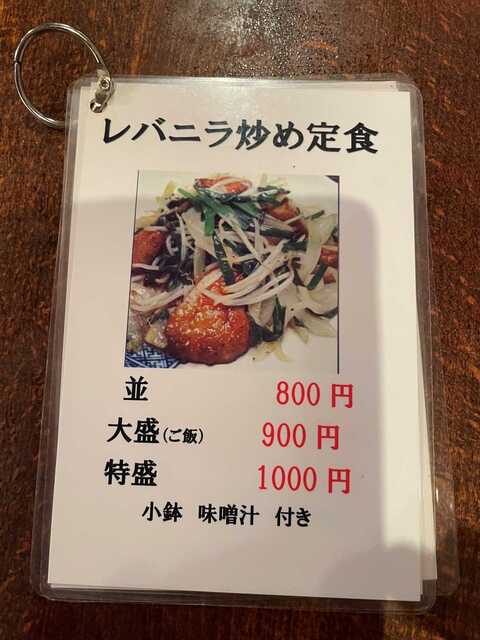 レバニラ炒め定食
並 800円
大盛(ご飯) 900円
特盛 1000円
小鉢 味噌汁 付き